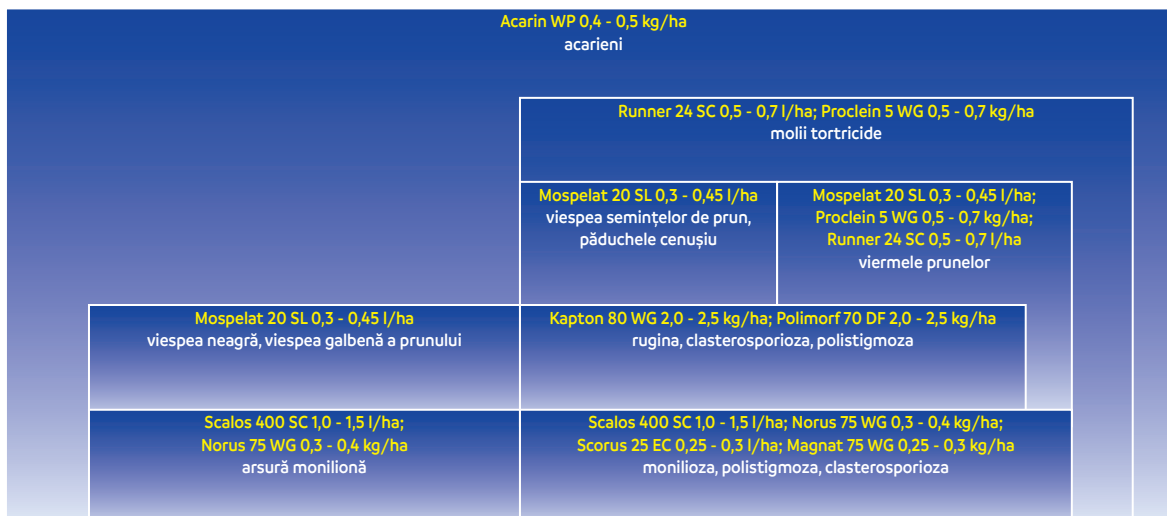 Acarin WP 0,4 - 0,5 kg/ha
acarieni
Runner 24 SC 0,5 - 0,7 l/ha; Proclein 5 WG 0,5 - 0,7 kg/ha
molii tortricide
Mospelat 20 SL 0,3 - 0,45 l/ha
viespea semințelor de prun,
păduchele cenușiu
Mospelat 20 SL 0,3 - 0,45 l/ha;
Proclein 5 WG 0,5 - 0,7 kg/ha;
Runner 24 SC 0,5 - 0,7 l/ha
viermele prunelor
Mospelat 20 SL 0,3 - 0,45 l/ha
viespea neagră, viespea galbenă a prunului
Kapton 80 WG 2,0 - 2,5 kg/ha; Polimorf 70 DF 2,0 - 2,5 kg/ha
rugina, clasterosporioza, polistigmoza
Scalos 400 SC 1,0 - 1,5 l/ha;
Norus 75 WG 0,3 - 0,4 kg/ha
arsură monilionă
Scalos 400 SC 1,0 - 1,5 l/ha; Norus 75 WG 0,3 - 0,4 kg/ha;
Scorus 25 EC 0,25 - 0,3 l/ha; Magnat 75 WG 0,25 - 0,3 kg/ha
monilioza, polistigmoza, clasterosporioza